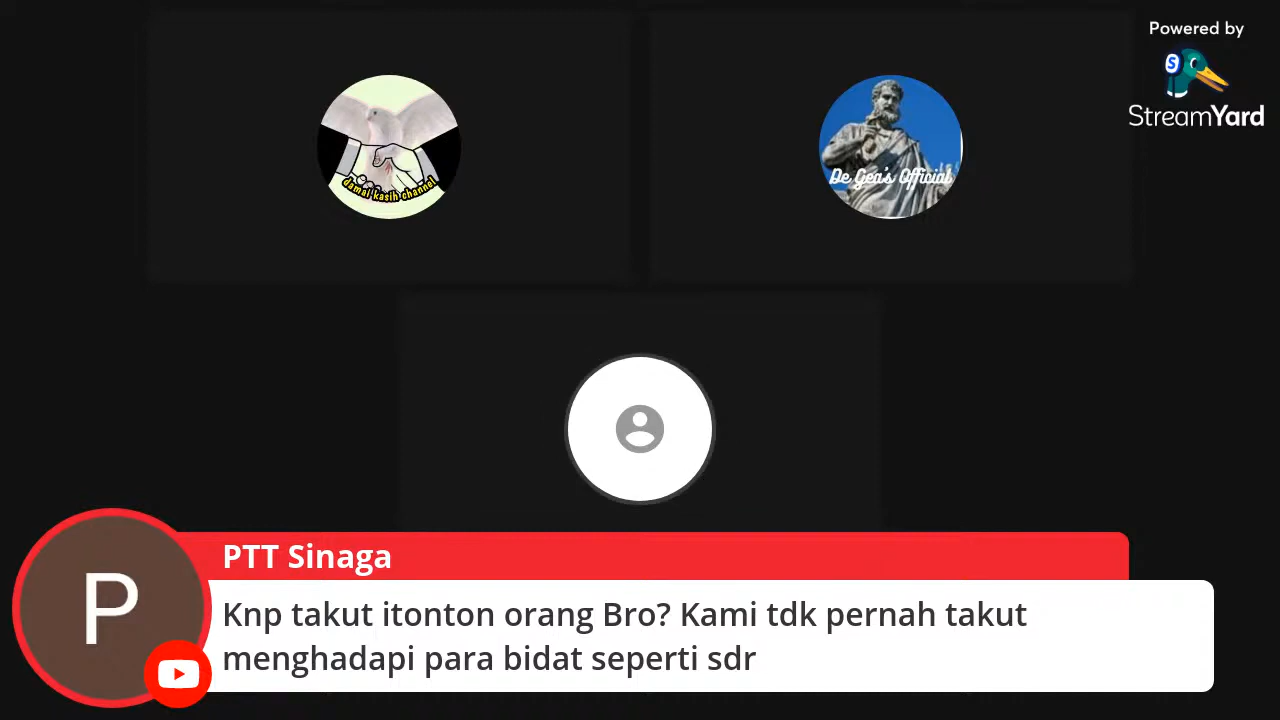 Powered by
StreamYard
damai kasih channel
De Gea's Official
P
PTT Sinaga
Knp takut itonton orang Bro? Kami tdk pernah takut
menghadapi para bidat seperti sdr